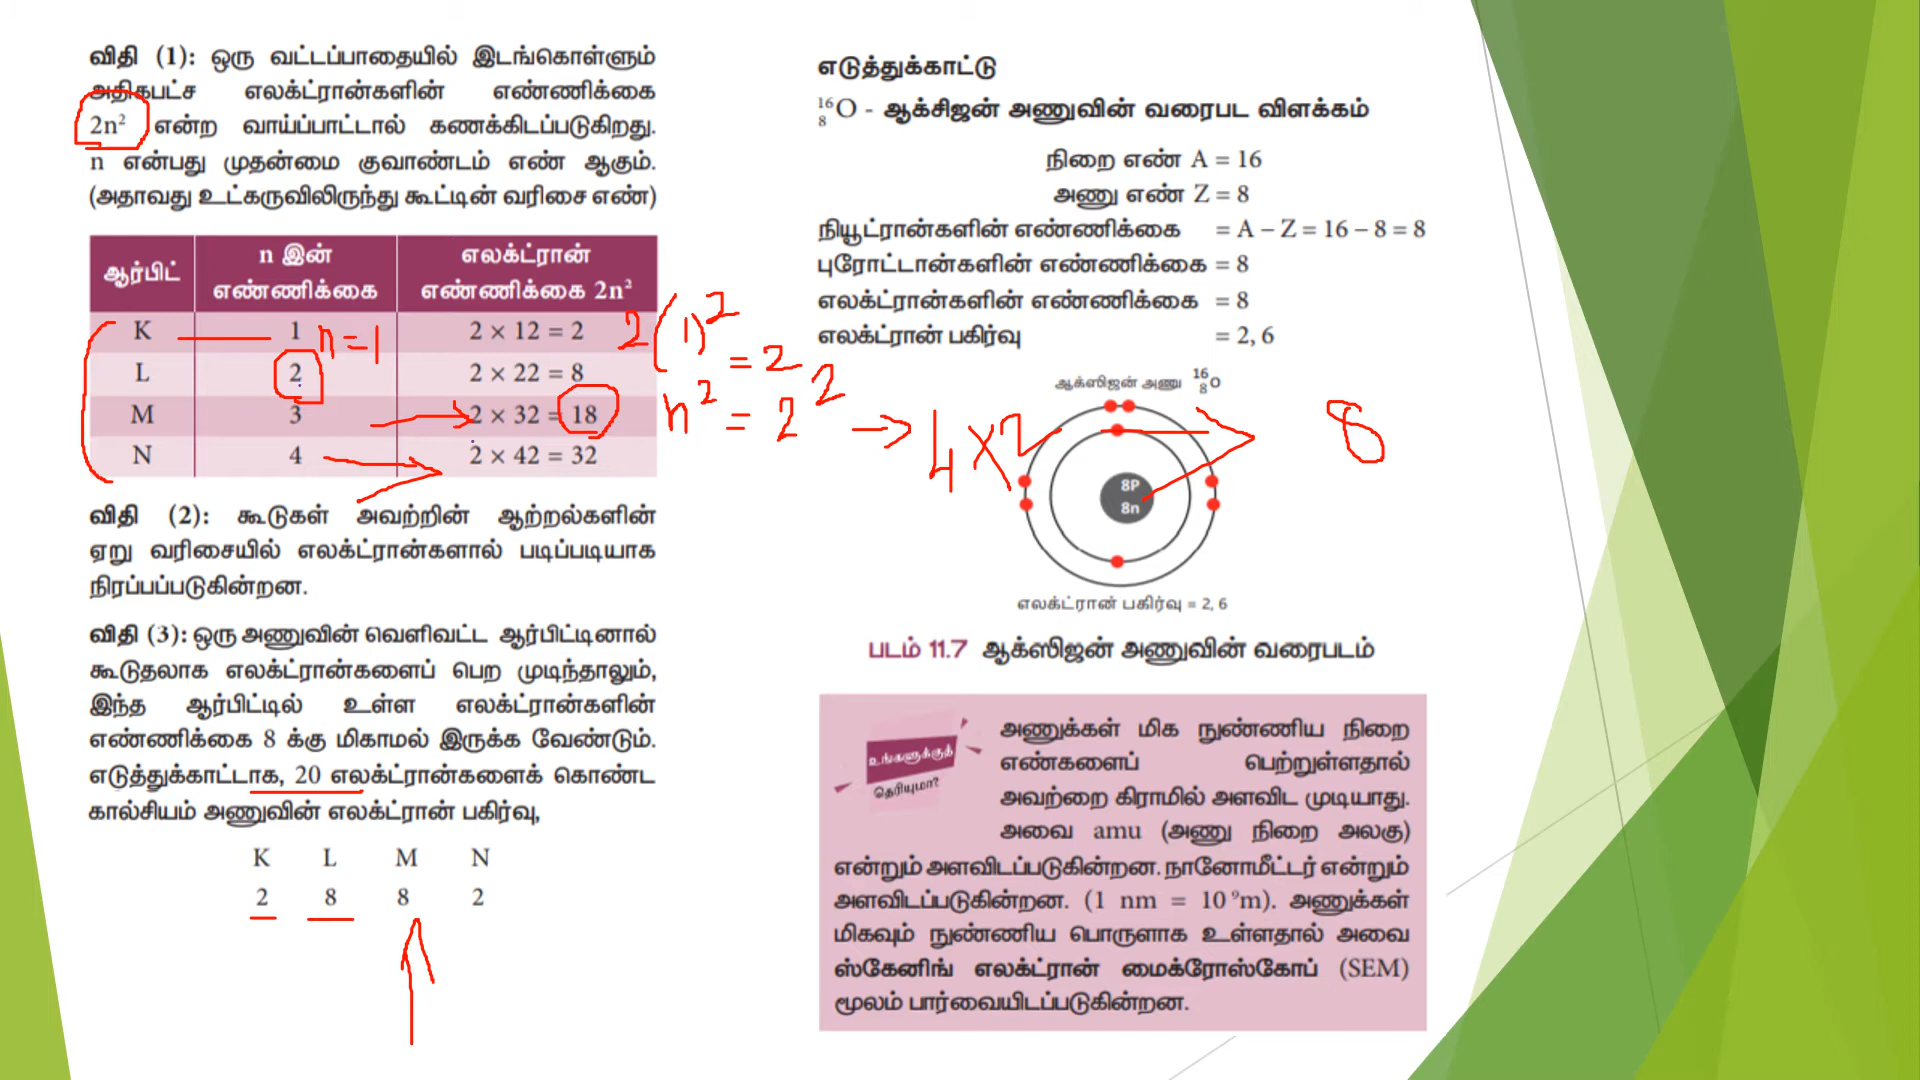 விதி (1): ஒரு வட்டப்பாதையில் இடங்கொள்ளும்
அதிகபட்ச எலக்ட்ரான்களின் எண்ணிக்கை
2n² என்ற வாய்ப்பாட்டால் கணக்கிடப்படுகிறது.
n என்பது முதன்மை குவாண்டம் எண் ஆகும்.
(அதாவது உட்கருவிலிருந்து கூட்டின் வரிசை எண்)
ஆர்பிட் n இன் எண்ணிக்கை எலக்ட்ரான் எண்ணிக்கை 2n²
K 1 2 × 12 = 2
L 2 2 × 22 = 8
M 3 2 × 32 = 18
N 4 2 × 42 = 32
n = 1
2(1)² = 2
n² = 2² → 4 × 2
8
விதி (2): கூடுகள் அவற்றின் ஆற்றல்களின்
ஏறு வரிசையில் எலக்ட்ரான்களால் படிப்படியாக
நிரப்பப்படுகின்றன.
விதி (3): ஒரு அணுவின் வெளிவட்ட ஆர்பிட்டினால்
கூடுதலாக எலக்ட்ரான்களைப் பெற முடிந்தாலும்,
இந்த ஆர்பிட்டில் உள்ள எலக்ட்ரான்களின்
எண்ணிக்கை 8 க்கு மிகாமல் இருக்க வேண்டும்.
எடுத்துக்காட்டாக, 20 எலக்ட்ரான்களைக் கொண்ட
கால்சியம் அணுவின் எலக்ட்ரான் பகிர்வு,
K L M N
2 8 8 2
எடுத்துக்காட்டு
¹⁶₈O - ஆக்சிஜன் அணுவின் வரைபட விளக்கம்
நிறை எண் A = 16
அணு எண் Z = 8
நியூட்ரான்களின் எண்ணிக்கை = A – Z = 16 – 8 = 8
புரோட்டான்களின் எண்ணிக்கை = 8
எலக்ட்ரான்களின் எண்ணிக்கை = 8
எலக்ட்ரான் பகிர்வு = 2, 6
ஆக்ஸிஜன் அணு ¹⁶₈O
8P
8n
எலக்ட்ரான் பகிர்வு = 2, 6
படம் 11.7 ஆக்ஸிஜன் அணுவின் வரைபடம்
உங்களுக்குத்
தெரியுமா?
அணுக்கள் மிக நுண்ணிய நிறை
எண்களைப் பெற்றுள்ளதால்
அவற்றை கிராமில் அளவிட முடியாது.
அவை amu (அணு நிறை அலகு)
என்றும் அளவிடப்படுகின்றன. நானோமீட்டர் என்றும்
அளவிடப்படுகின்றன. (1 nm = 10⁻⁹m). அணுக்கள்
மிகவும் நுண்ணிய பொருளாக உள்ளதால் அவை
ஸ்கேனிங் எலக்ட்ரான் மைக்ரோஸ்கோப் (SEM)
மூலம் பார்வையிடப்படுகின்றன.